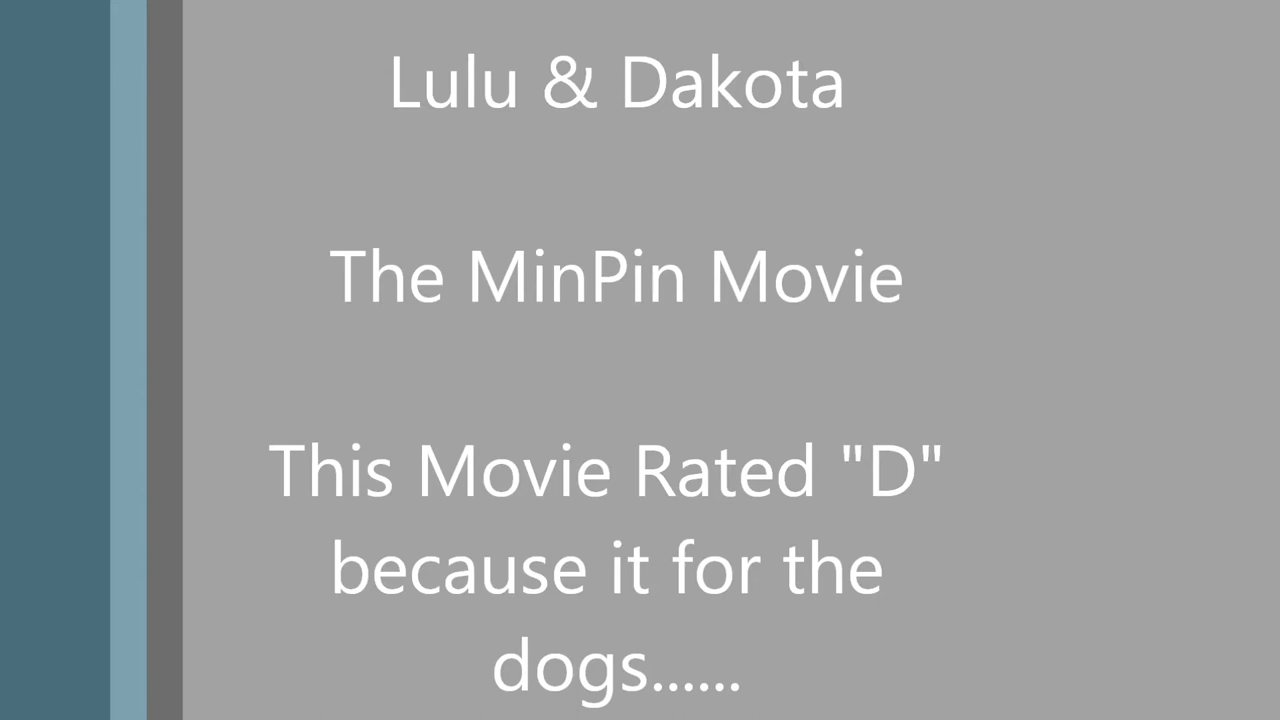 Lulu & Dakota
The MinPin Movie
This Movie Rated "D"
because it for the
dogs......